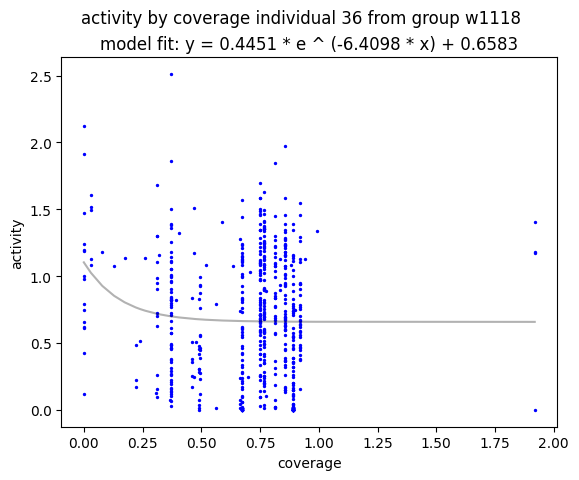 activity by coverage individual 36 from group w1118
model fit: y = 0.4451 * e ^ (-6.4098 * x) + 0.6583
2.5
2.0
1.5
1.0
0.5
0.0
activity
0.00 0.25 0.50 0.75 1.00 1.25 1.50 1.75 2.00
coverage